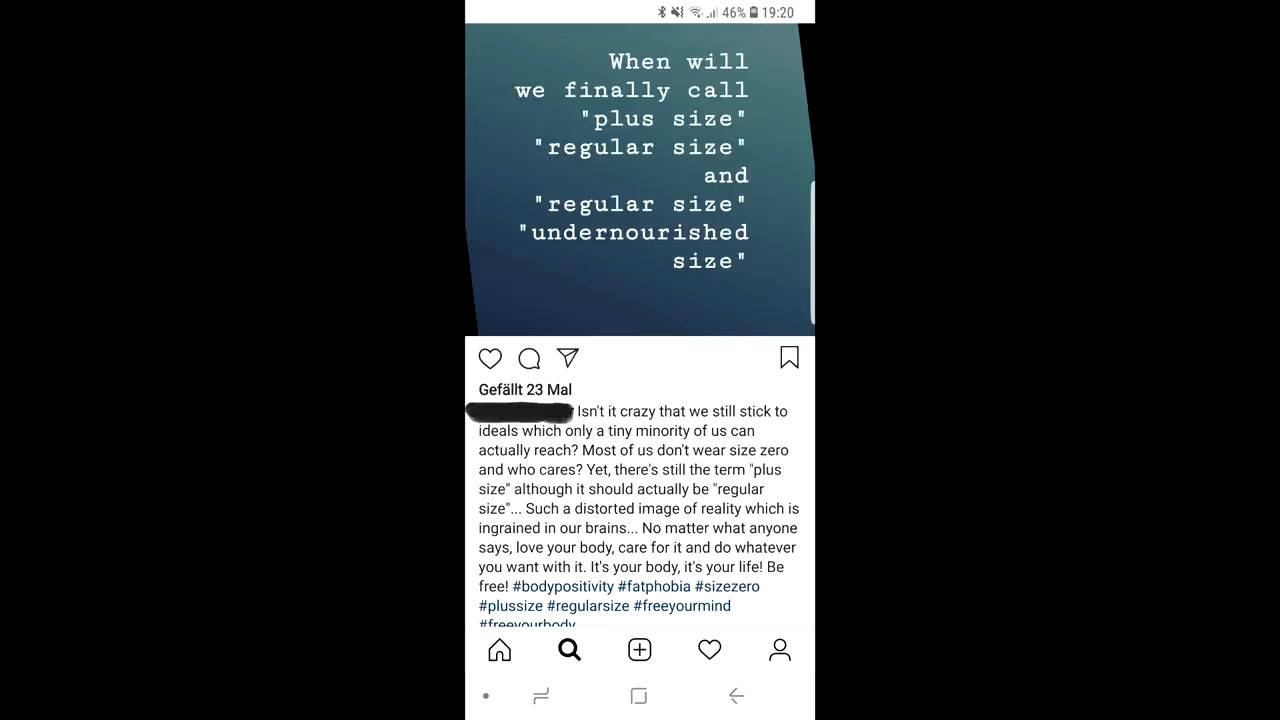 46% 19:20
When will
we finally call
"plus size"
"regular size"
and
"regular size"
"undernourished
size"
Gefällt 23 Mal
Isn't it crazy that we still stick to
ideals which only a tiny minority of us can
actually reach? Most of us don't wear size zero
and who cares? Yet, there's still the term "plus
size" although it should actually be "regular
size"... Such a distorted image of reality which is
ingrained in our brains... No matter what anyone
says, love your body, care for it and do whatever
you want with it. It's your body, it's your life! Be
free! #bodypositivity #fatphobia #sizezero
#plussize #regularsize #freeyourmind
#freeyourbody